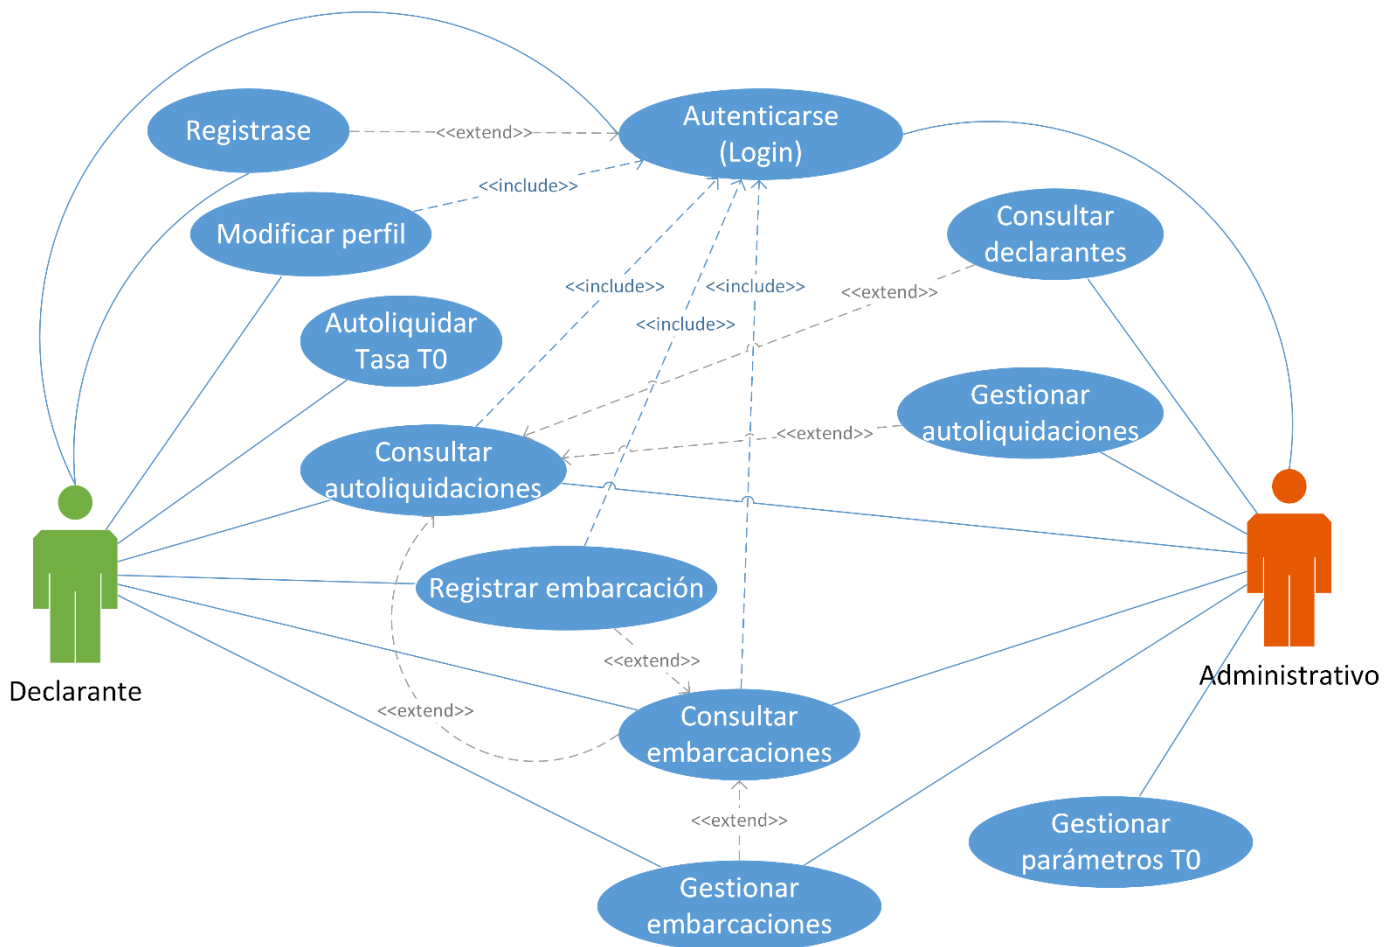 Registrase
<<extend>>
Autenticarse
(Login)
<<include>>
Modificar perfil
Consultar
declarantes
<<include>>
<<include>>
<<extend>>
Autoliquidar
Tasa T0
<<include>>
Gestionar
autoliquidaciones
<<extend>>
Consultar
autoliquidaciones
Registrar embarcación
<<extend>>
Declarante
Administrativo
<<extend>>
Consultar
embarcaciones
<<extend>>
Gestionar
parámetros T0
Gestionar
embarcaciones